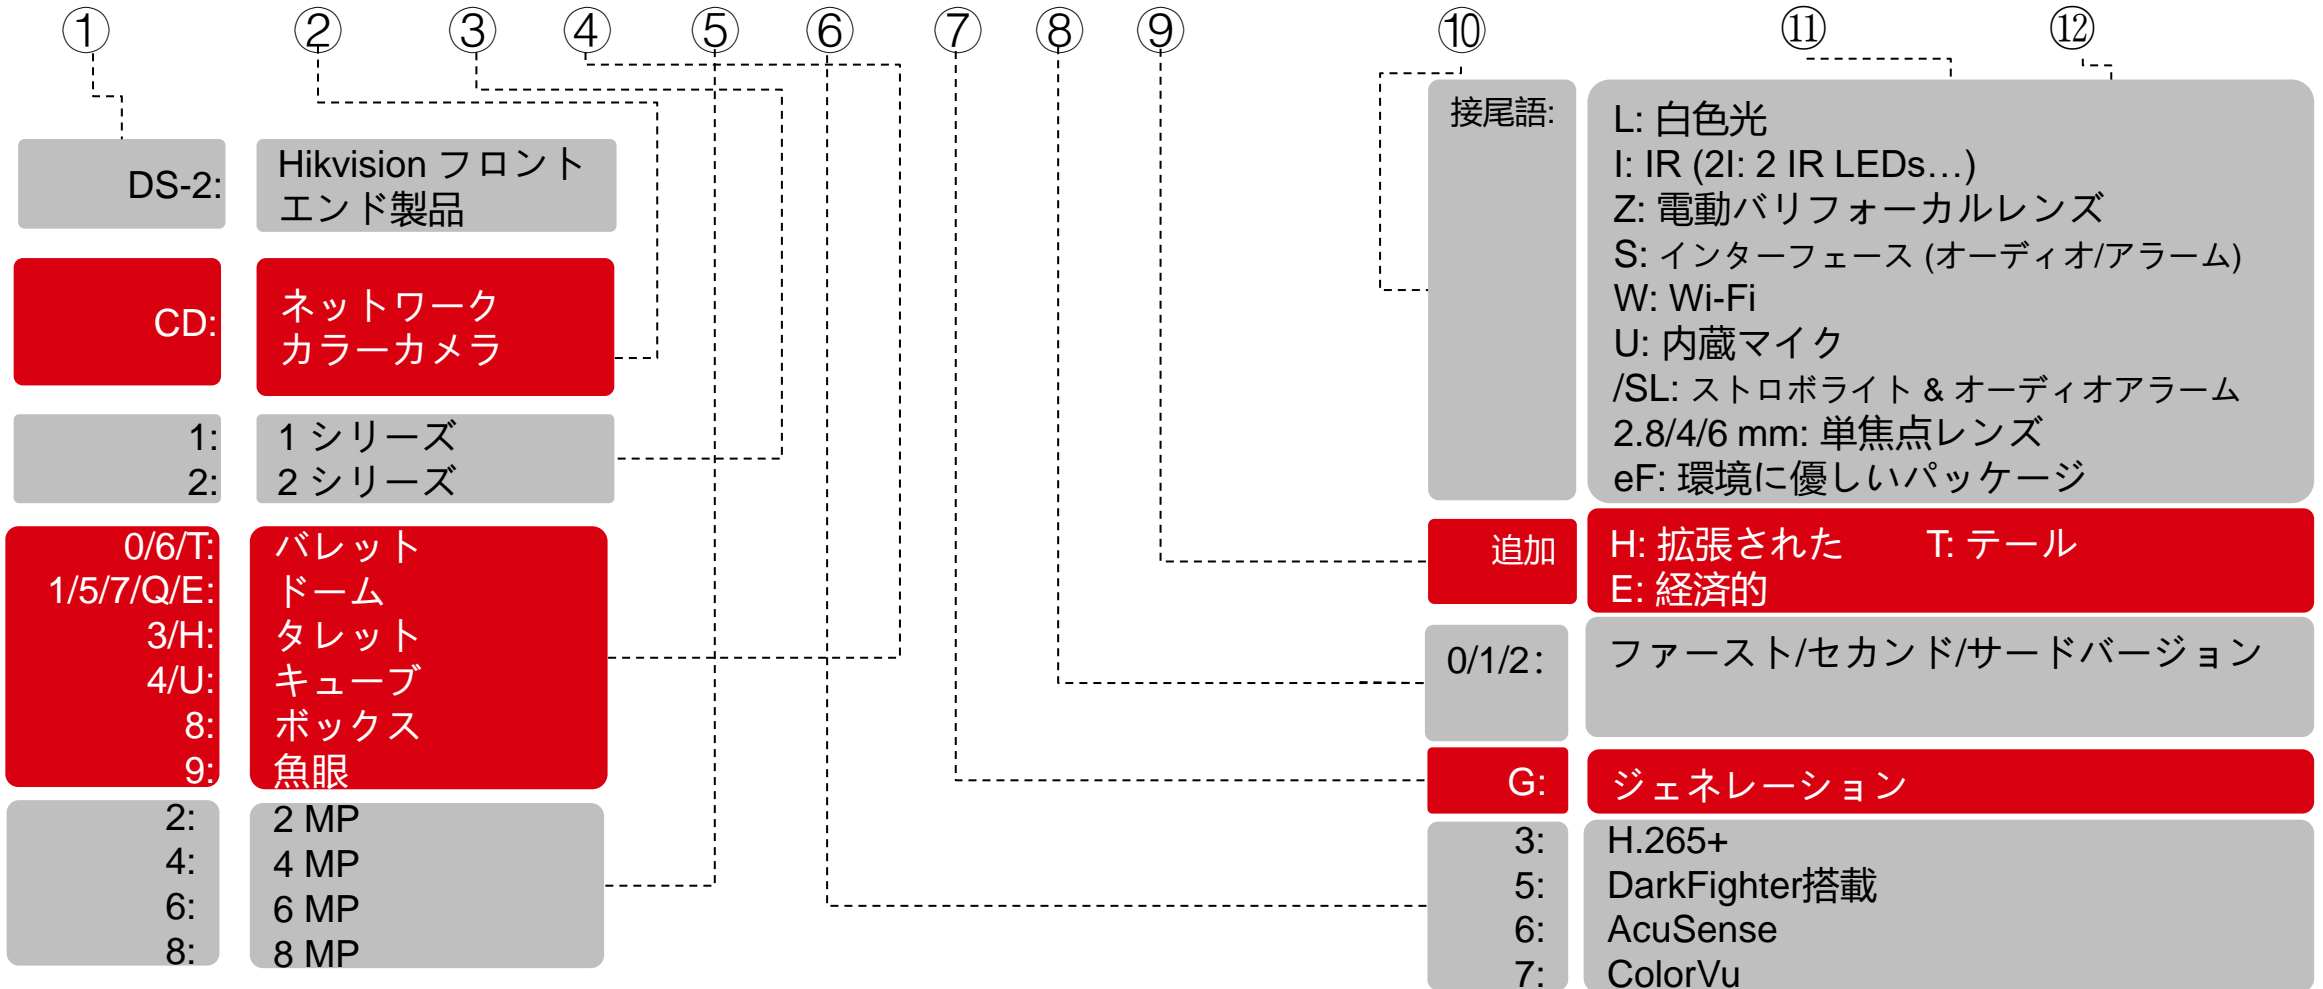 ① ② ③ ④ ⑤ ⑥ ⑦ ⑧ ⑨ ⑩ ⑪ ⑫
DS-2: Hikvision フロント
エンド製品
CD: ネットワーク
カラーカメラ
1: 1 シリーズ
2: 2 シリーズ
0/6/T: バレット
1/5/7/Q/E: ドーム
3/H: タレット
4/U: キューブ
8: ボックス
9: 魚眼
2: 2 MP
4: 4 MP
6: 6 MP
8: 8 MP
接尾語: L: 白色光
I: IR (2I: 2 IR LEDs…)
Z: 電動バリフォーカルレンズ
S: インターフェース (オーディオ/アラーム)
W: Wi-Fi
U: 内蔵マイク
/SL: ストロボライト & オーディオアラーム
2.8/4/6 mm: 単焦点レンズ
eF: 環境に優しいパッケージ
追加 H: 拡張された T: テール
E: 経済的
0/1/2: ファースト/セカンド/サードバージョン
G: ジェネレーション
3: H.265+
5: DarkFighter搭載
6: AcuSense
7: ColorVu